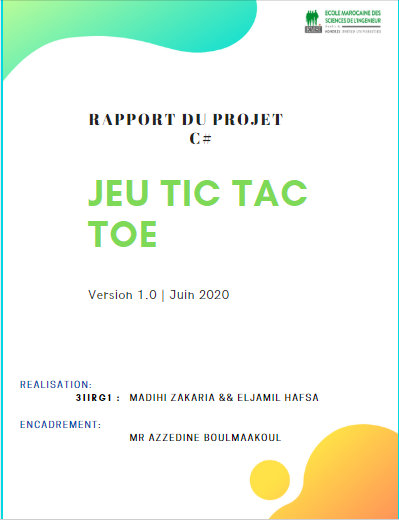 ECOLE MAROCAINE DES
SCIENCES DE L'INGENIEUR
RAPPORT DU PROJET
C#
JEU TIC TAC
TOE
Version 1.0 | Juin 2020
REALISATION:
3IIRG1 : MADIHI ZAKARIA && ELJAMIL HAFSA
ENCADREMENT:
MR AZZEDINE BOULMAAKOUL